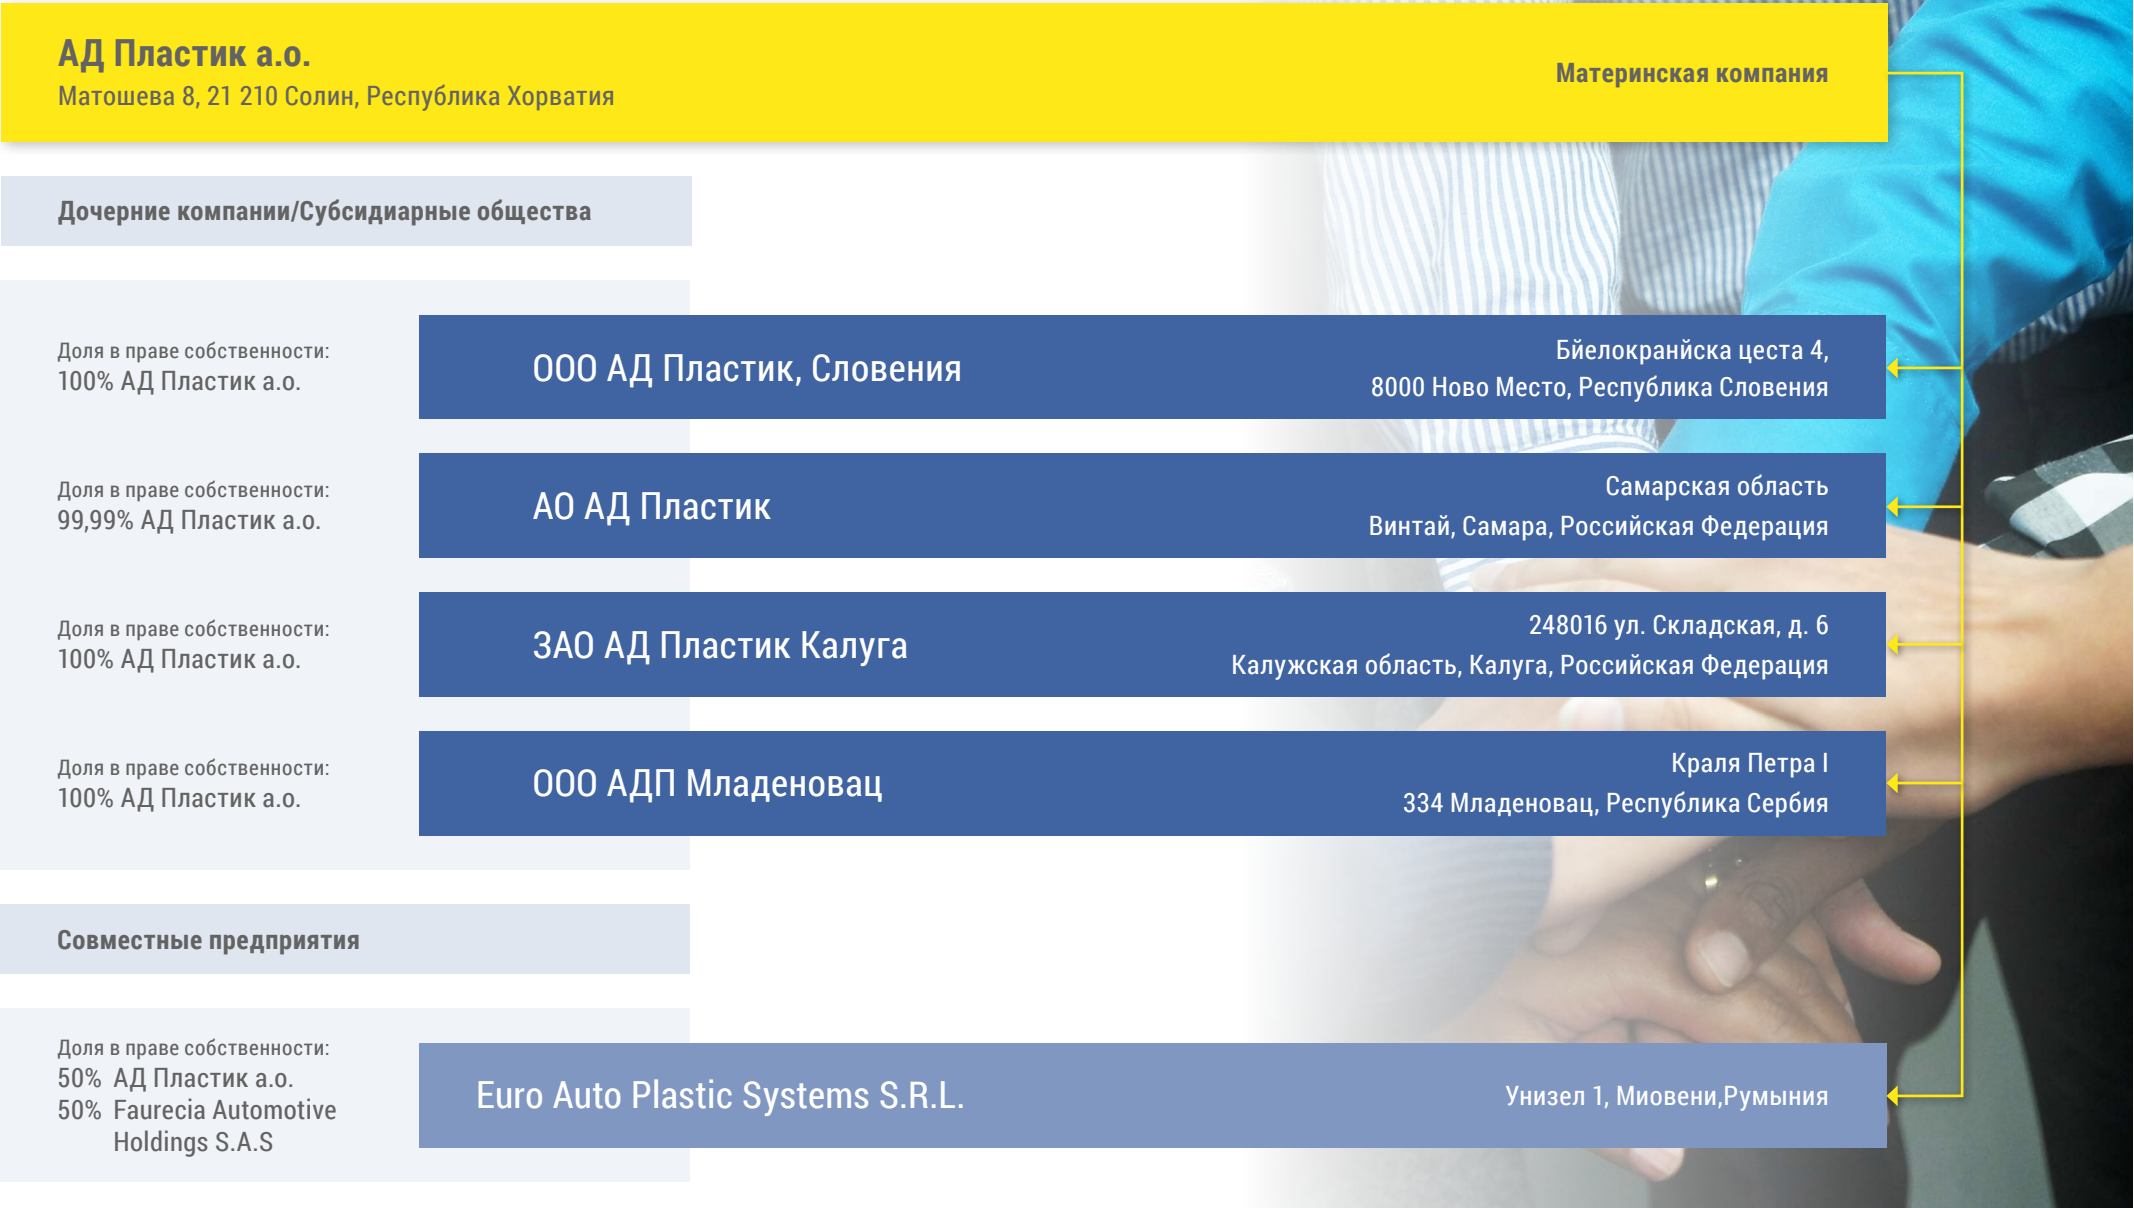 АД Пластик а.о.
Матошева 8, 21 210 Солин, Республика Хорватия
Материнская компания
Дочерние компании/Субсидиарные общества
Доля в праве собственности:
100% АД Пластик а.о.
ООО АД Пластик, Словения
Бйелокранйска цеста 4,
8000 Ново Место, Республика Словения
Доля в праве собственности:
99,99% АД Пластик а.о.
АО АД Пластик
Самарская область
Винтай, Самара, Российская Федерация
Доля в праве собственности:
100% АД Пластик а.о.
ЗАО АД Пластик Калуга
248016 ул. Складская, д. 6
Калужская область, Калуга, Российская Федерация
Доля в праве собственности:
100% АД Пластик а.о.
ООО АДП Младеновац
Краля Петра I
334 Младеновац, Республика Сербия
Совместные предприятия
Доля в праве собственности:
50% АД Пластик а.о.
50% Faurecia Automotive
Holdings S.A.S
Euro Auto Plastic Systems S.R.L.
Унизел 1, Миовени,Румыния